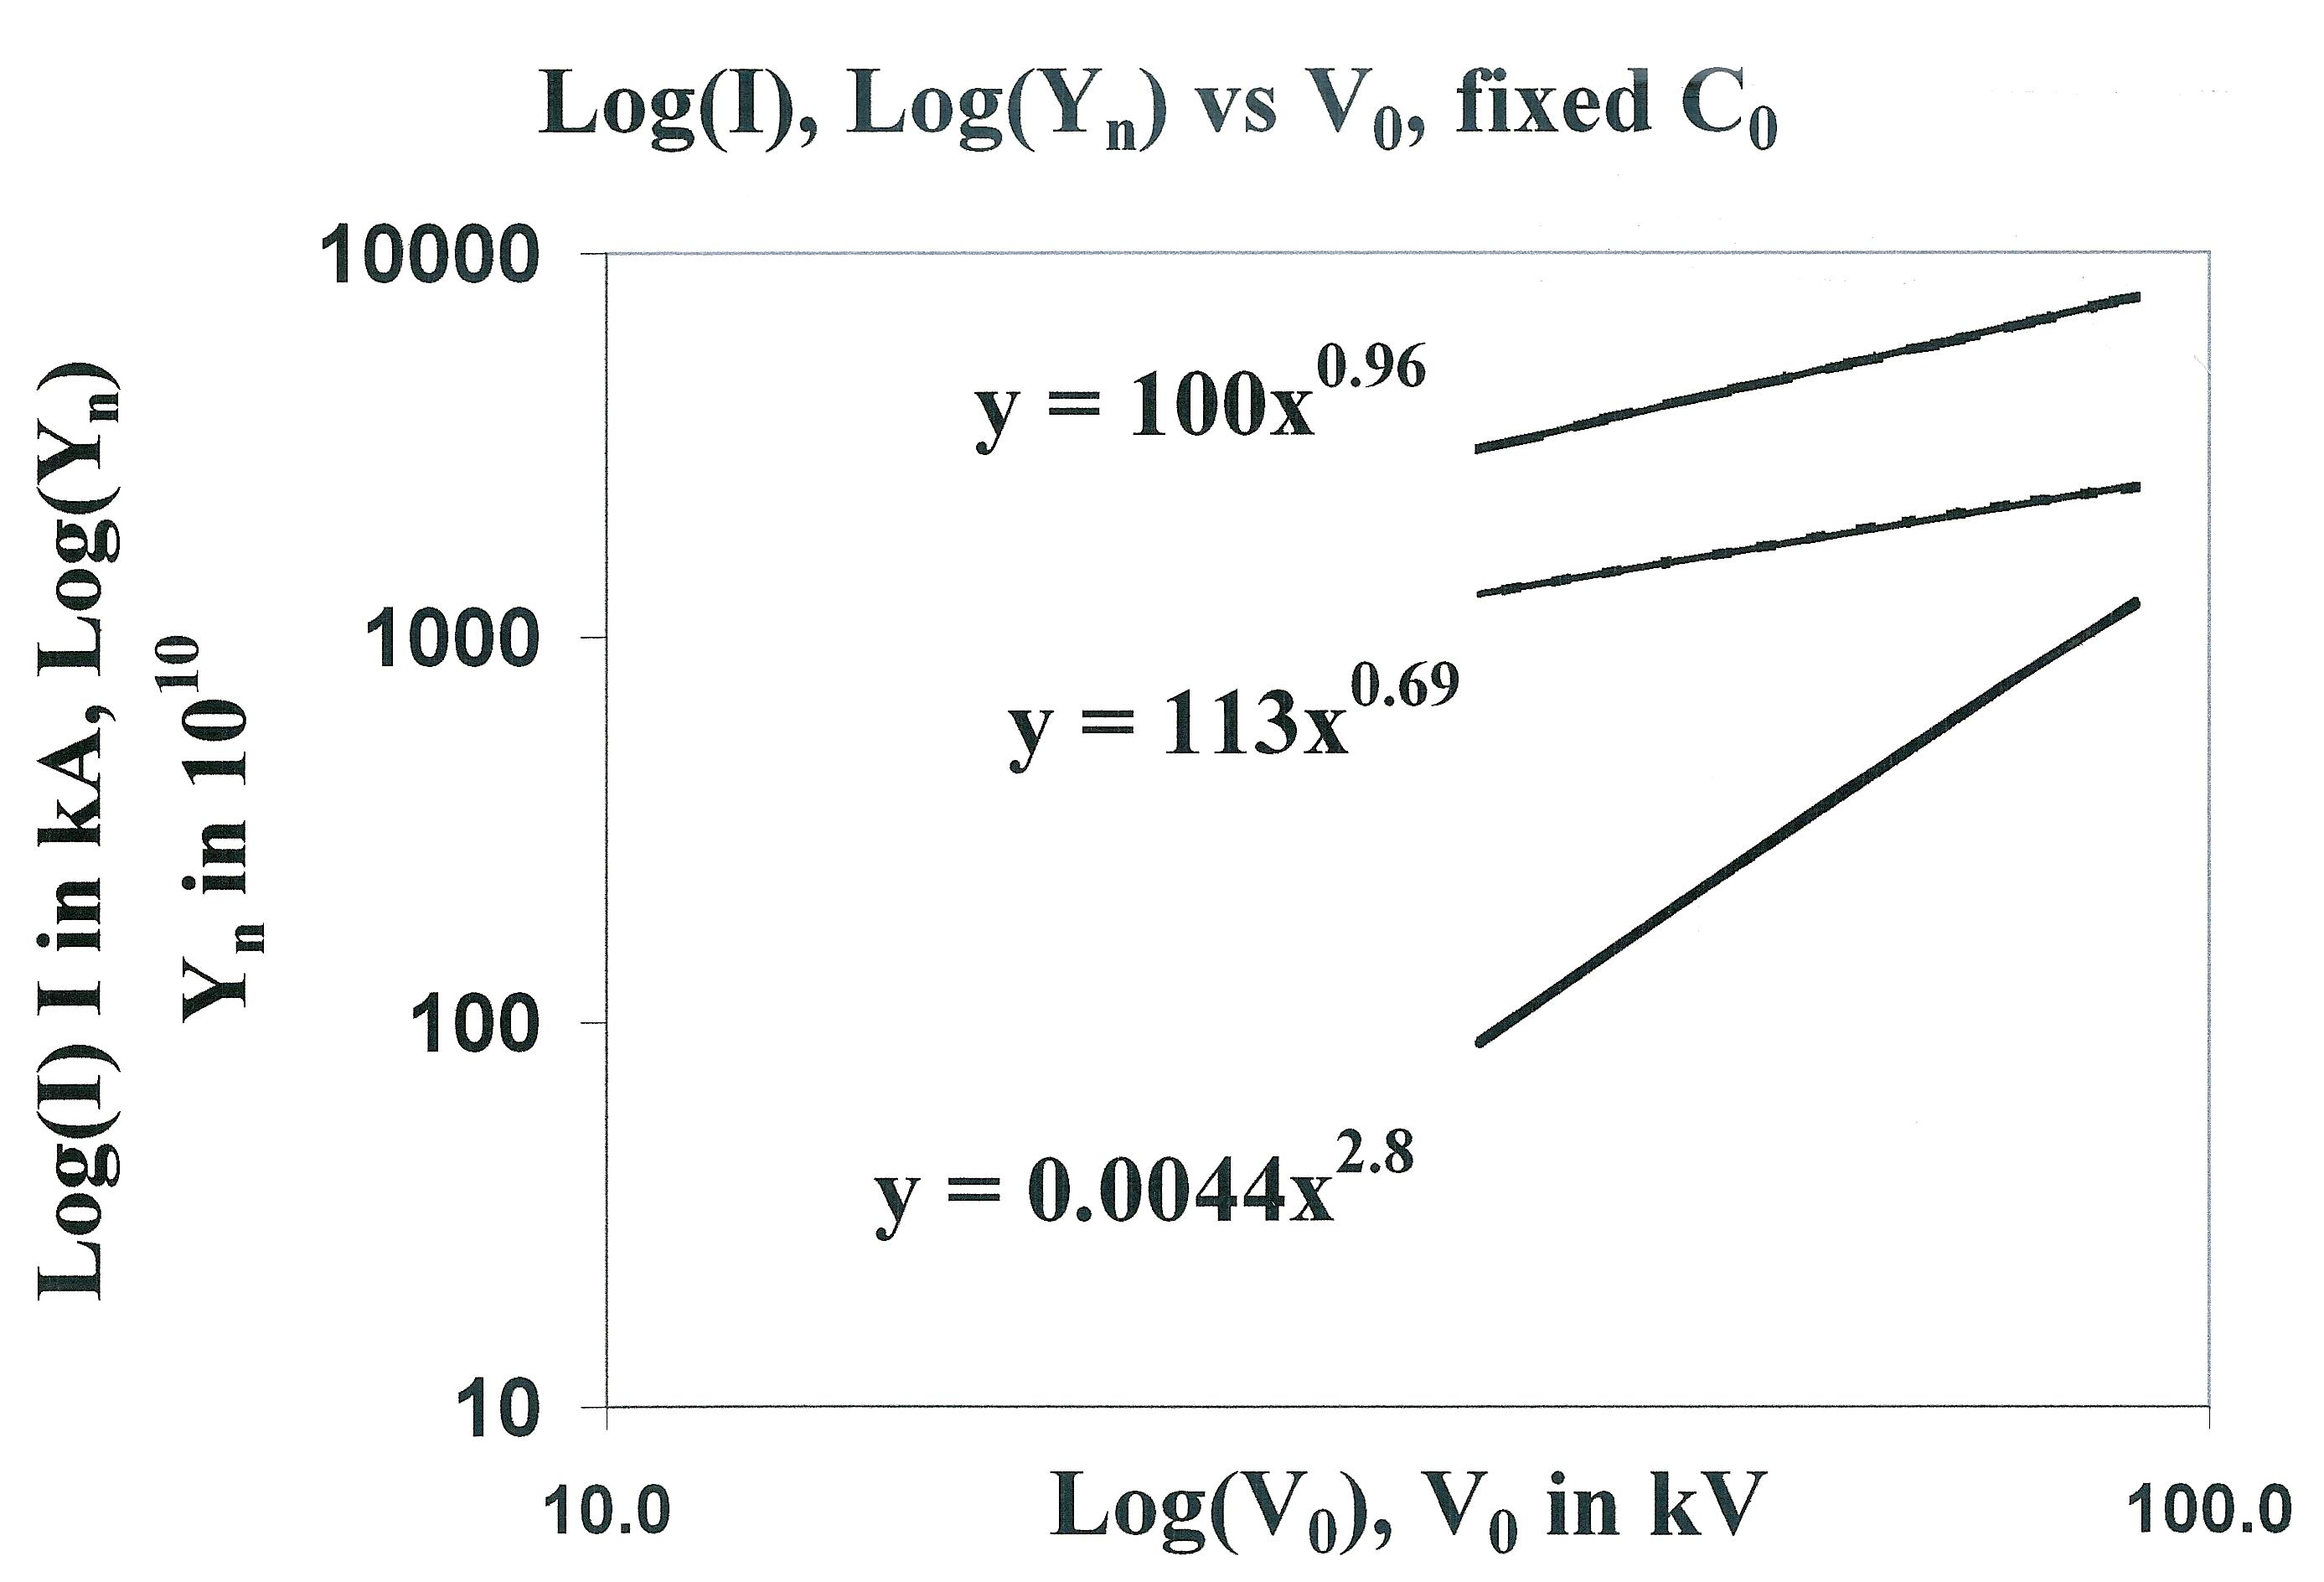 Log(I), Log(Yₙ) vs V₀, fixed C₀
Log(I) I in kA, Log(Yₙ)
Yₙ in 10¹⁰
10000
1000
100
10
y = 100x⁰·⁹⁶
y = 113x⁰·⁶⁹
y = 0.0044x²·⁸
10.0
Log(V₀), V₀ in kV
100.0